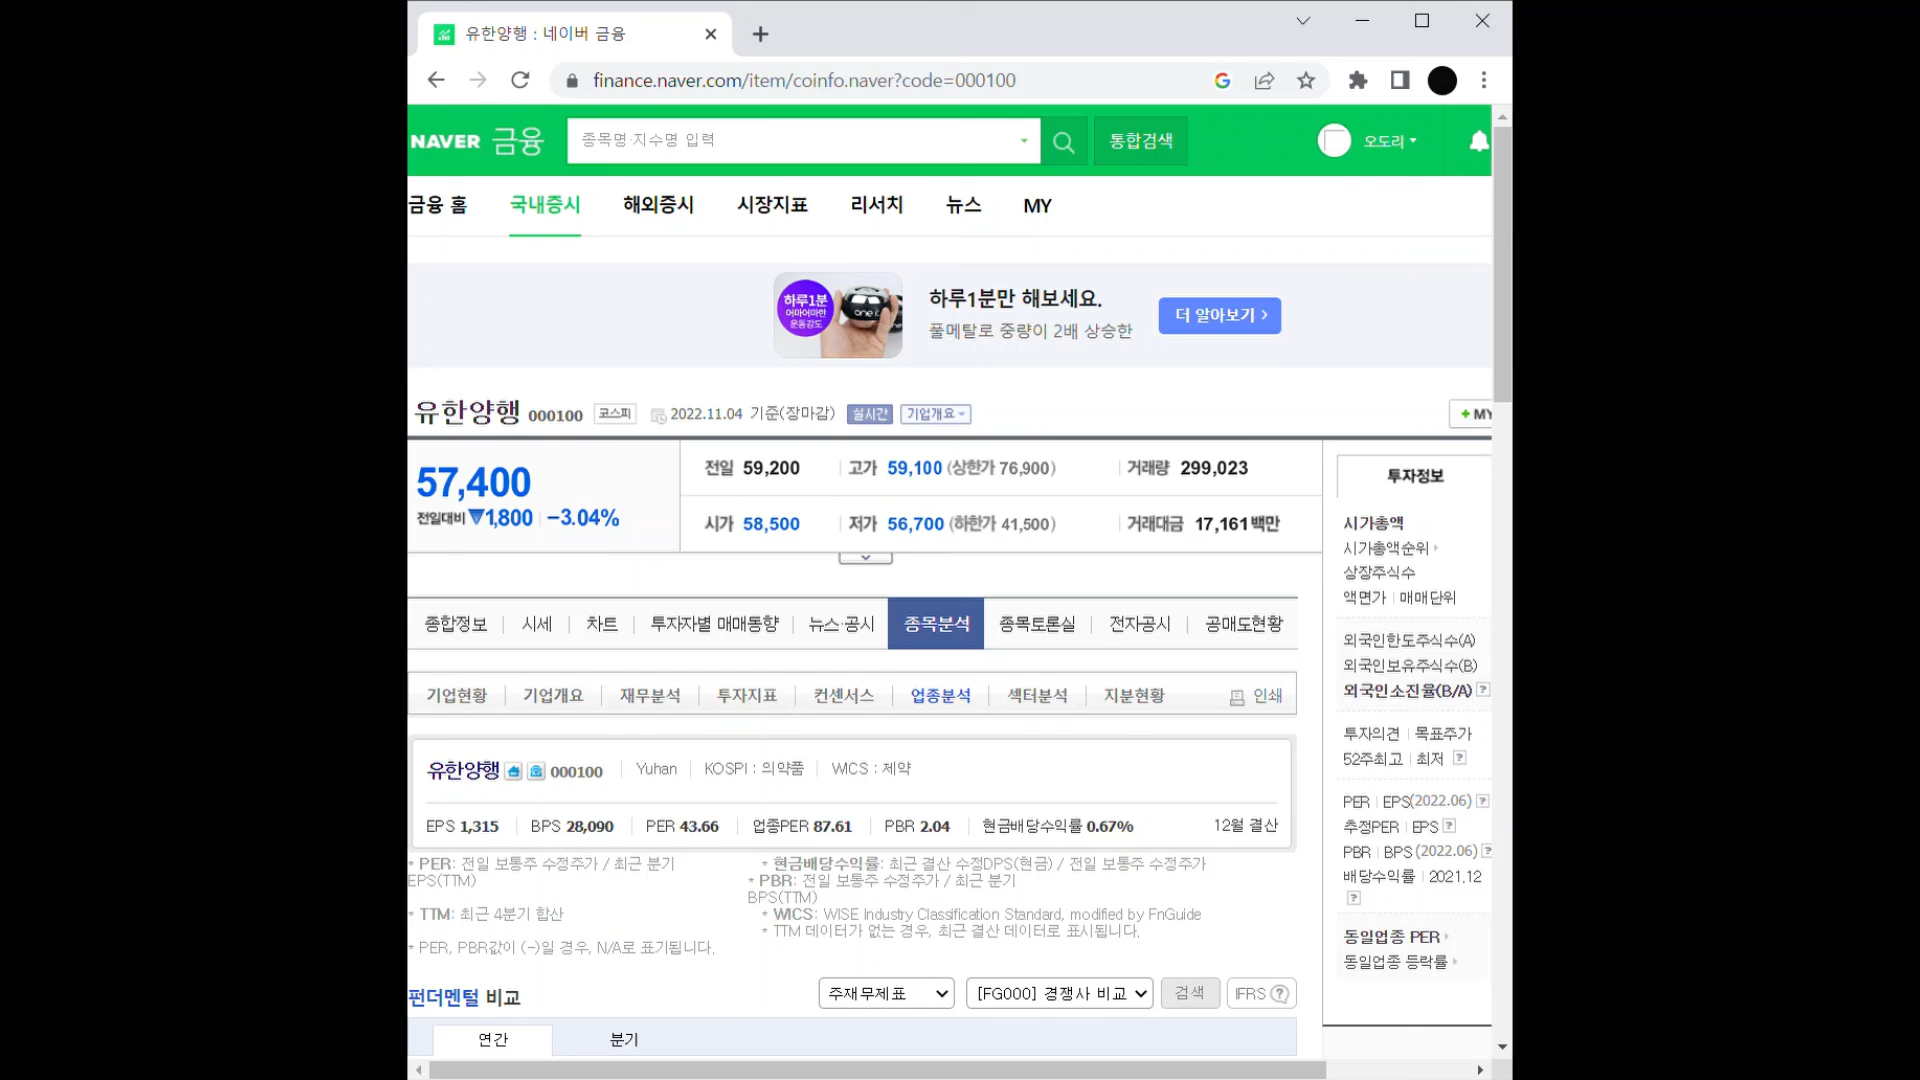 유한양행 : 네이버 금융
finance.naver.com/item/coinfo.naver?code=000100
NAVER 금융
종목명·지수명 입력
통합검색
오도리
금융 홈 국내증시 해외증시 시장지표 리서치 뉴스 MY
하루1분
어마어마한
운동강도
one
하루1분만 해보세요.
풀메탈로 중량이 2배 상승한
더 알아보기 >
유한양행 000100 코스피 2022.11.04 기준(장마감) 실시간 기업개요
+ MY
57,400
전일대비 ▼1,800 | -3.04%
전일 59,200 고가 59,100 (상한가 76,900) 거래량 299,023
시가 58,500 저가 56,700 (하한가 41,500) 거래대금 17,161백만
종합정보 시세 차트 투자자별 매매동향 뉴스·공시 종목분석 종목토론실 전자공시 공매도현황
기업현황 기업개요 재무분석 투자지표 컨센서스 업종분석 섹터분석 지분현황 인쇄
유한양행 000100 Yuhan KOSPI : 의약품 WICS : 제약
EPS 1,315 BPS 28,090 PER 43.66 업종PER 87.61 PBR 2.04 현금배당수익률 0.67% 12월 결산
* PER: 전일 보통주 수정주가 / 최근 분기
EPS(TTM)
* TTM: 최근 4분기 합산
* PER, PBR값이 (-)일 경우, N/A로 표기됩니다.
* 현금배당수익률: 최근 결산 수정DPS(현금) / 전일 보통주 수정주가
* PBR: 전일 보통주 수정주가 / 최근 분기
BPS(TTM)
* WICS: WISE Industry Classification Standard, modified by FnGuide
* TTM 데이터가 없는 경우, 최근 결산 데이터로 표시됩니다.
펀더멘털 비교
주재무제표 [FG000] 경쟁사 비교 검색 IFRS ?
연간 분기
투자정보
시가총액
시가총액순위
상장주식수
액면가 | 매매단위
외국인한도주식수(A)
외국인보유주식수(B)
외국인소진율(B/A) ?
투자의견 | 목표주가
52주최고 | 최저 ?
PER | EPS(2022.06) ?
추정PER | EPS ?
PBR | BPS (2022.06) ?
배당수익률 | 2021.12
?
동일업종 PER
동일업종 등락률